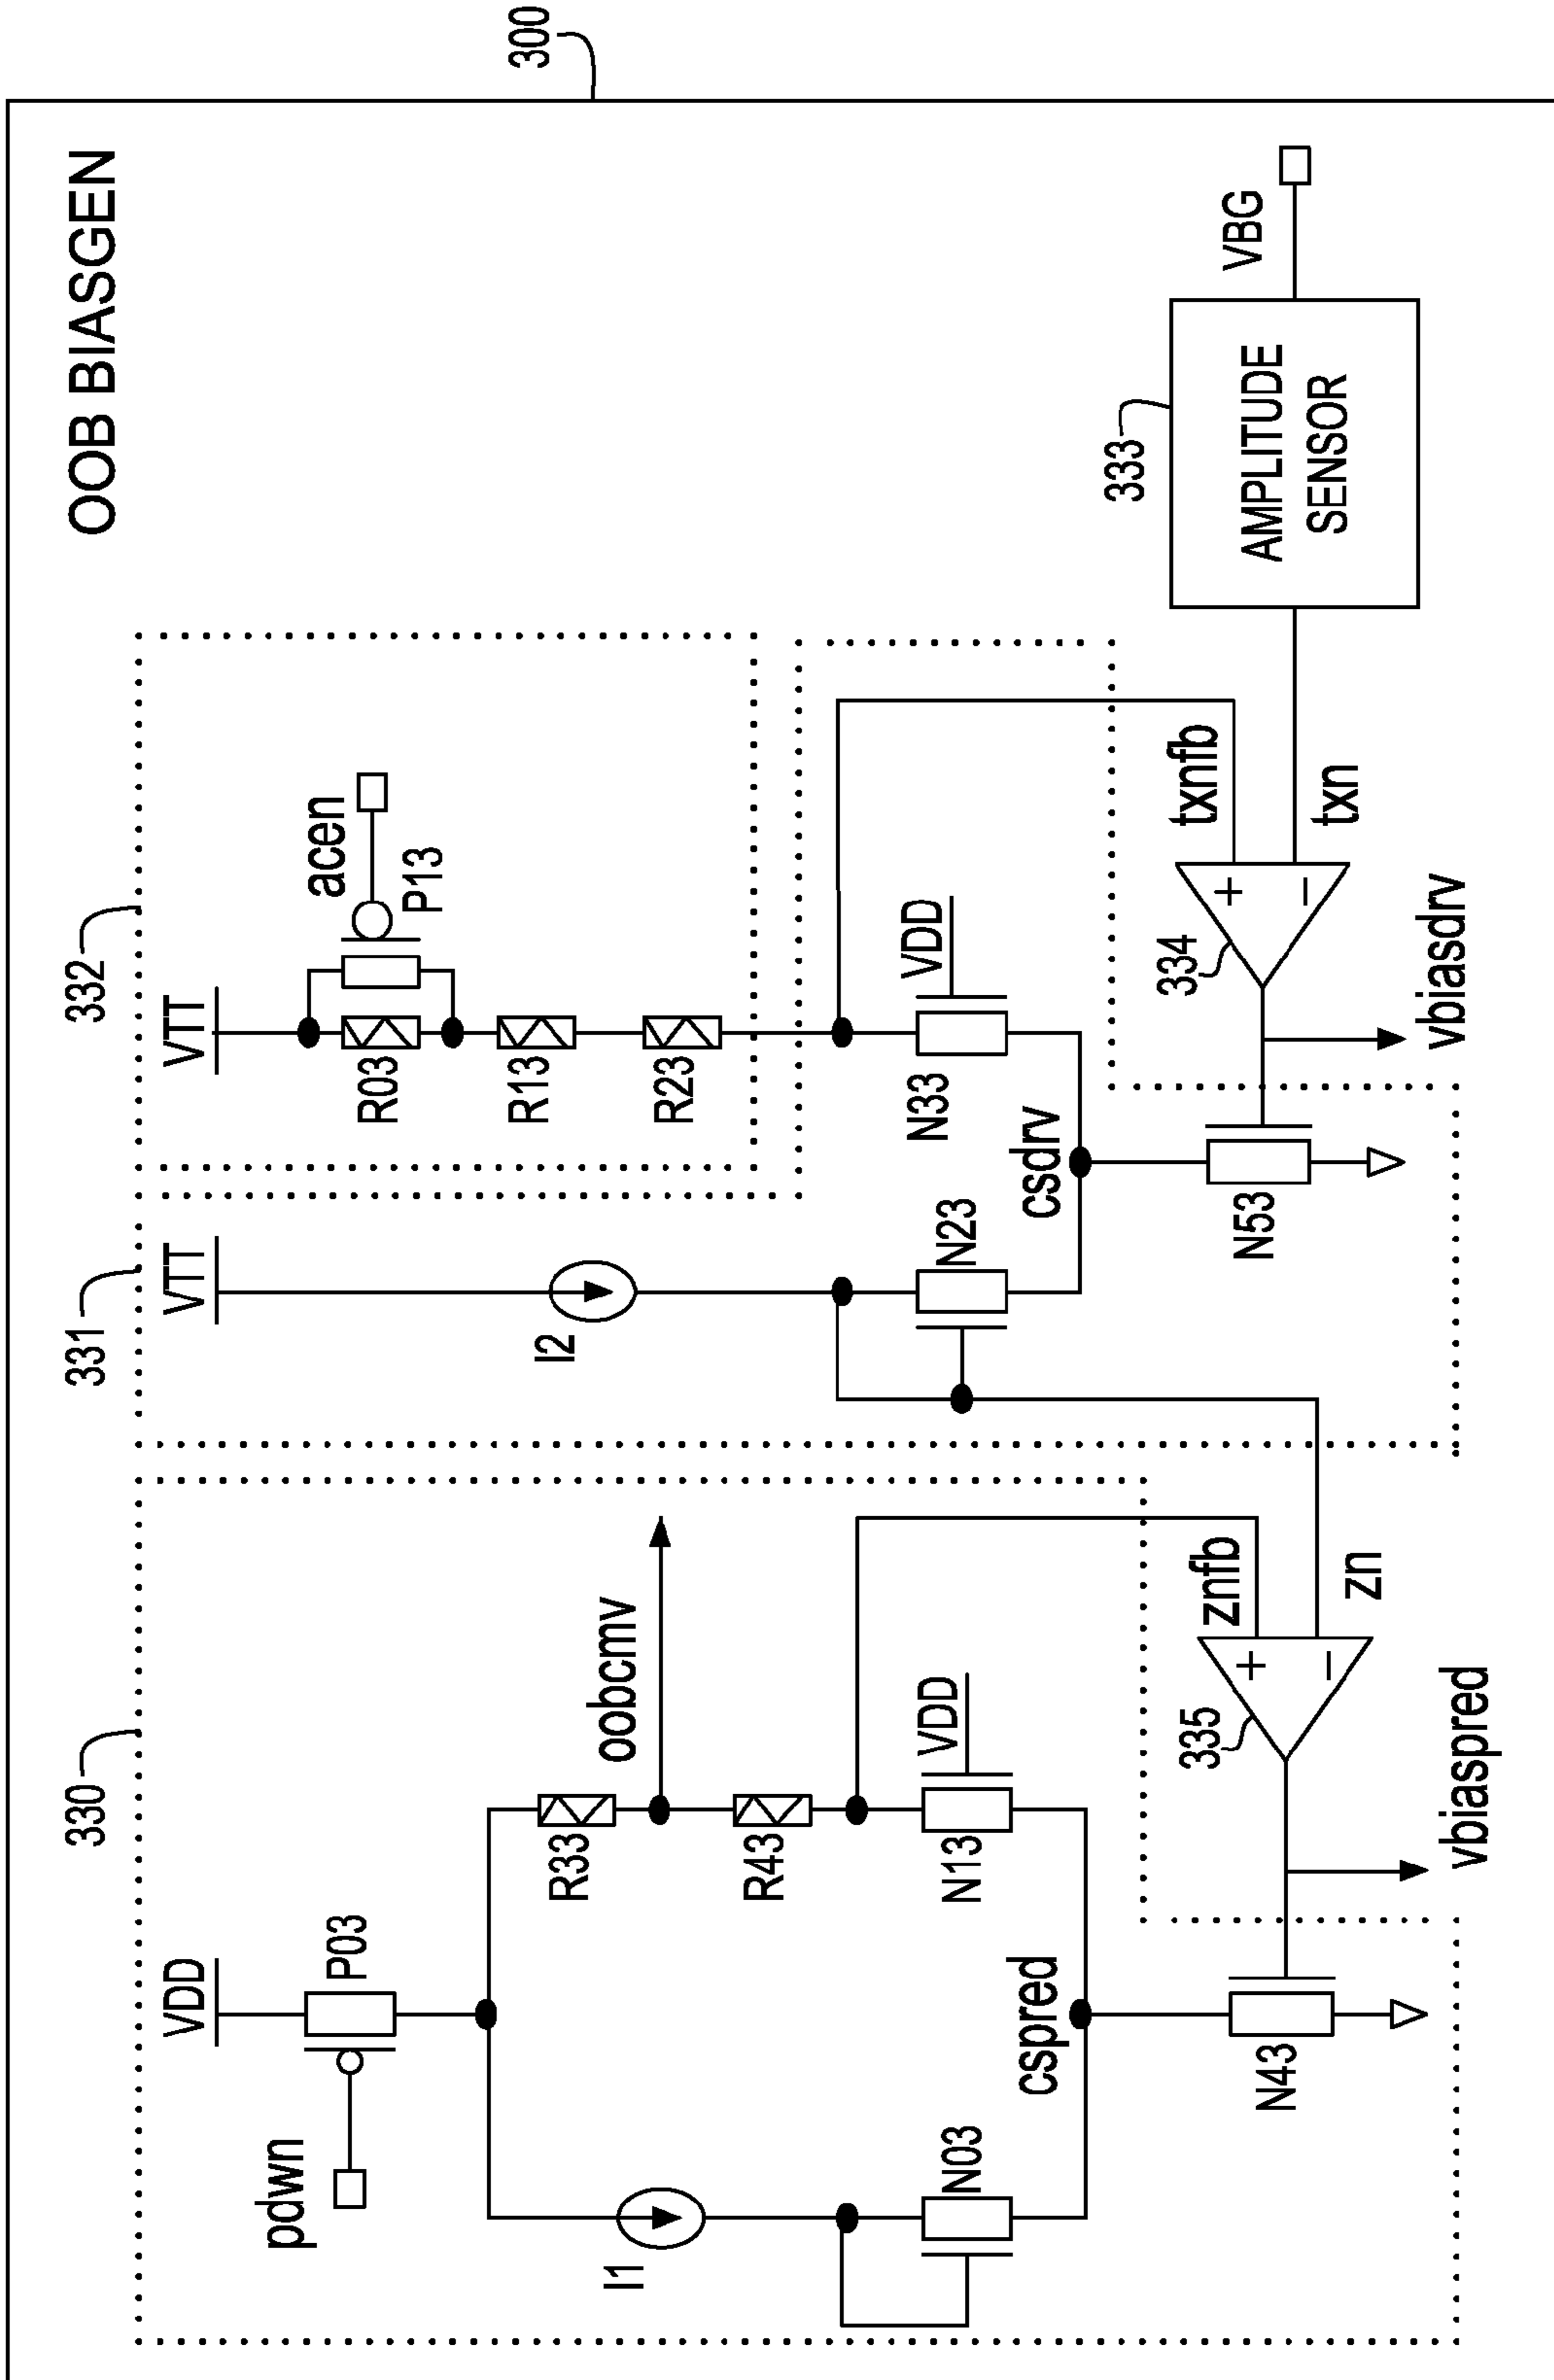 OOB BIASGEN
300
330
331
332
VDD
VTT
VTT
pdwn
P03
acen
P13
R03
R13
R23
I1
R33
oobcmv
R43
I2
N03
N13
VDD
N23
N33
VDD
cspred
csdrv
znfb
zn
335
+
–
N43
vbiaspred
txnfb
txn
334
+
–
N53
vbiasdrv
333
AMPLITUDE
SENSOR
VBG